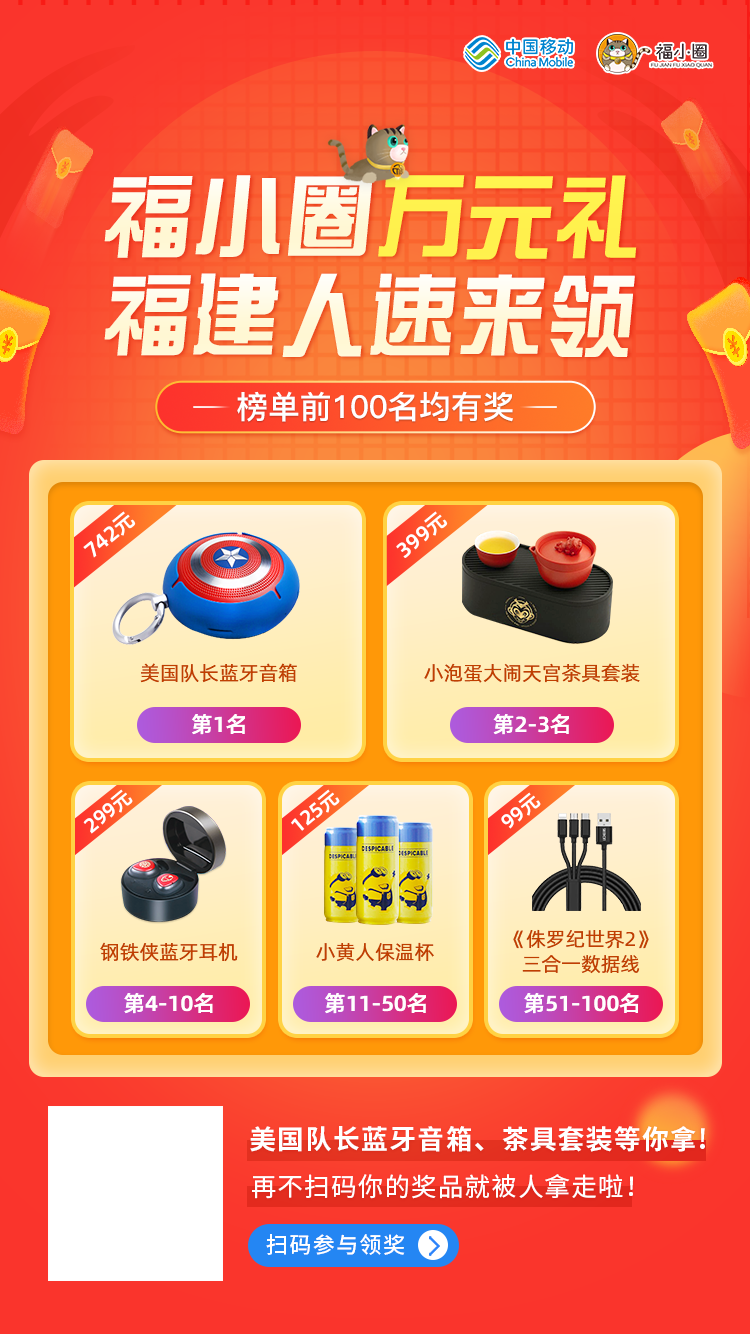 中国移动
China Mobile
福小圈
FU JIAN FU XIAO QUAN
福小圈万元礼
福建人速来领
榜单前100名均有奖
742元
美国队长蓝牙音箱
第1名
399元
小泡蛋大闹天宫茶具套装
第2-3名
299元
钢铁侠蓝牙耳机
第4-10名
125元
DESPICABLE
小黄人保温杯
第11-50名
99元
《侏罗纪世界2》
三合一数据线
第51-100名
美国队长蓝牙音箱、茶具套装等你拿!
再不扫码你的奖品就被人拿走啦!
扫码参与领奖